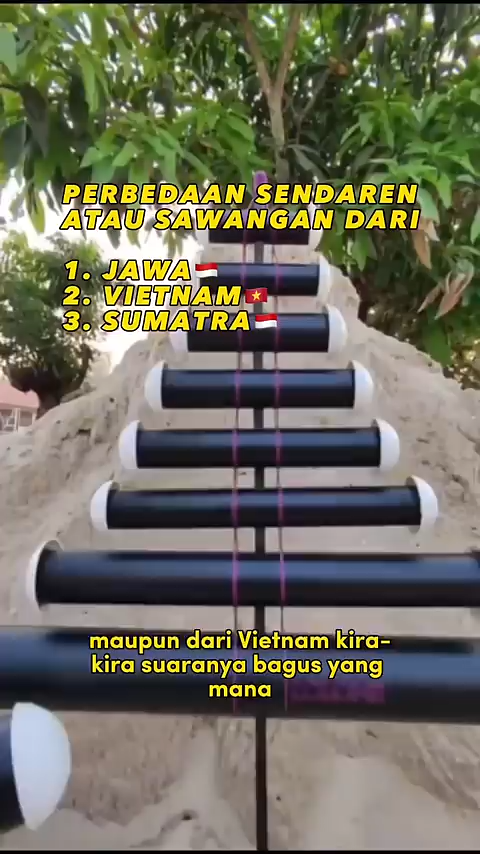 PERBEDAAN SENDAREN
ATAU SAWANGAN DARI
1. JAWA🇮🇩
2. VIETNAM🇻🇳
3. SUMATRA🇮🇩
maupun dari Vietnam kira-
kira suaranya bagus yang
mana